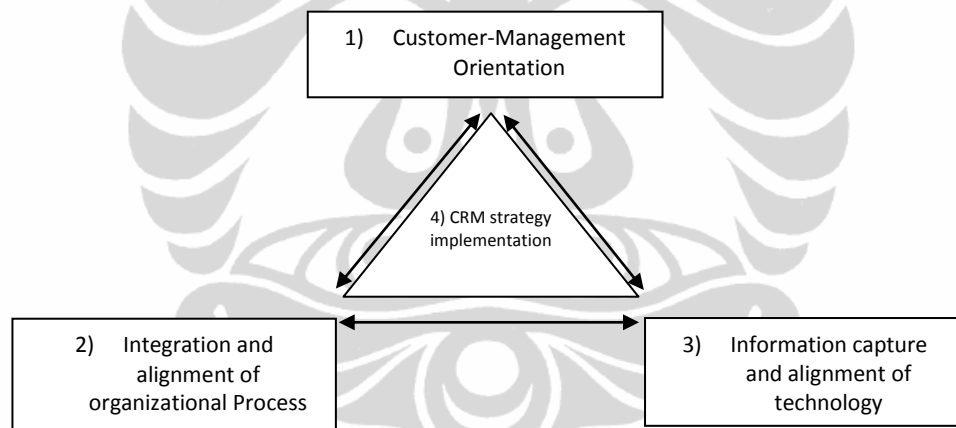 1) Customer-Management
Orientation
4) CRM strategy
implementation
2) Integration and
alignment of
organizational Process
3) Information capture
and alignment of
technology